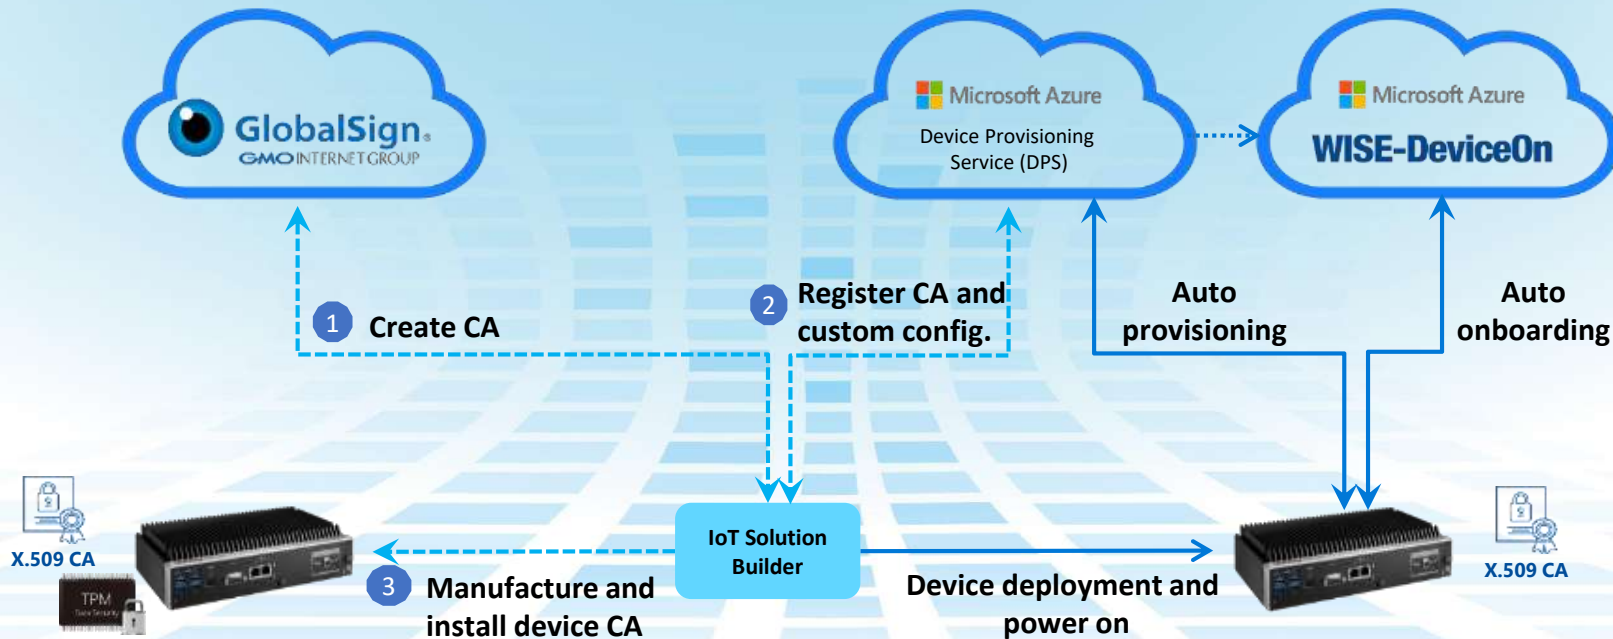 GlobalSign®
GMO INTERNET GROUP
Microsoft Azure
Device Provisioning
Service (DPS)
Microsoft Azure
WISE-DeviceOn
1
Create CA
2
Register CA and
custom config.
Auto
provisioning
Auto
onboarding
X.509 CA
TPM
Data Security
3
Manufacture and
install device CA
IoT Solution
Builder
Device deployment and
power on
X.509 CA